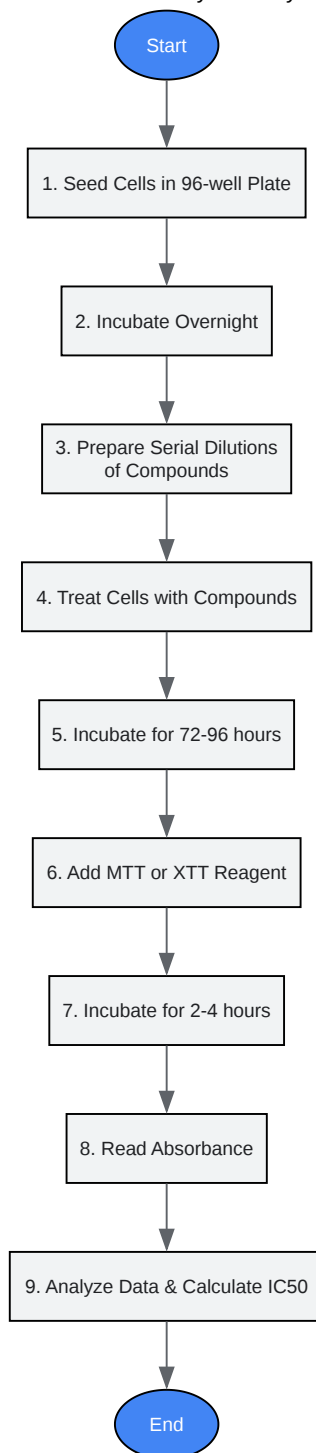 Start
1. Seed Cells in 96-well Plate
2. Incubate Overnight
3. Prepare Serial Dilutions
of Compounds
4. Treat Cells with Compounds
5. Incubate for 72-96 hours
6. Add MTT or XTT Reagent
7. Incubate for 2-4 hours
8. Read Absorbance
9. Analyze Data & Calculate IC50
End